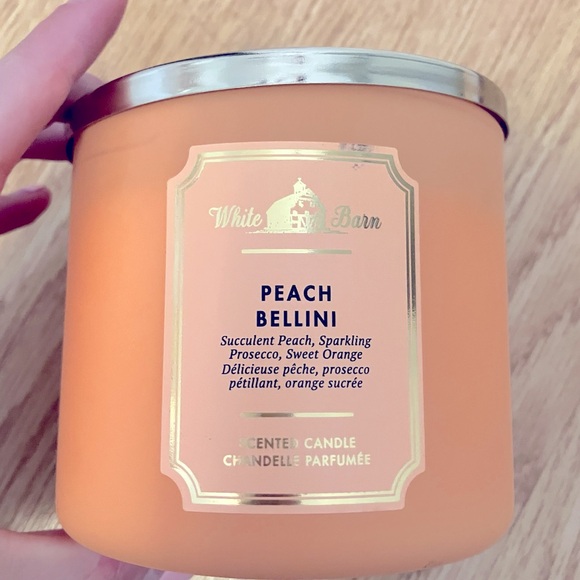 White Barn
PEACH
BELLINI
Succulent Peach, Sparkling
Prosecco, Sweet Orange
Délicieuse pêche, prosecco
pétillant, orange sucrée
SCENTED CANDLE
CHANDELLE PARFUMÉE